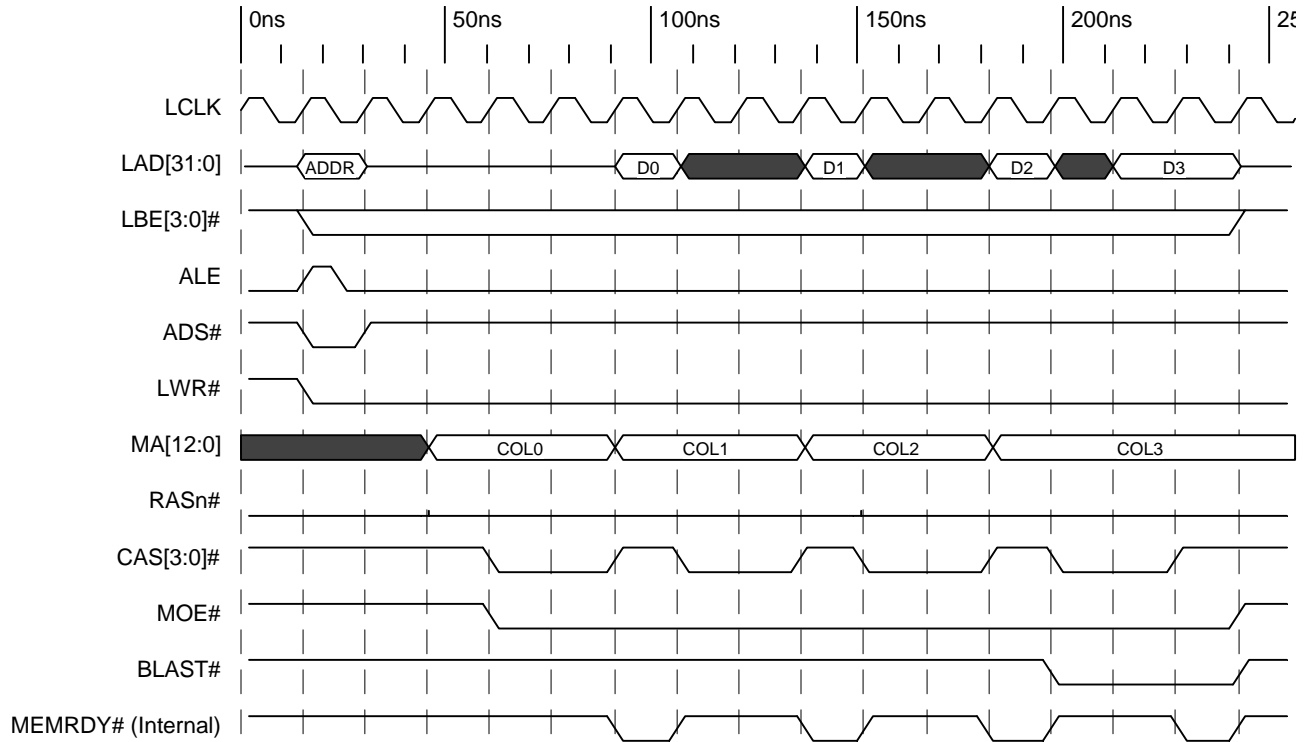 0ns 50ns 100ns 150ns 200ns 25
LCLK
LAD[31:0] ADDR D0 D1 D2 D3
LBE[3:0]#
ALE
ADS#
LWR#
MA[12:0] COL0 COL1 COL2 COL3
RASn#
CAS[3:0]#
MOE#
BLAST#
MEMRDY# (Internal)